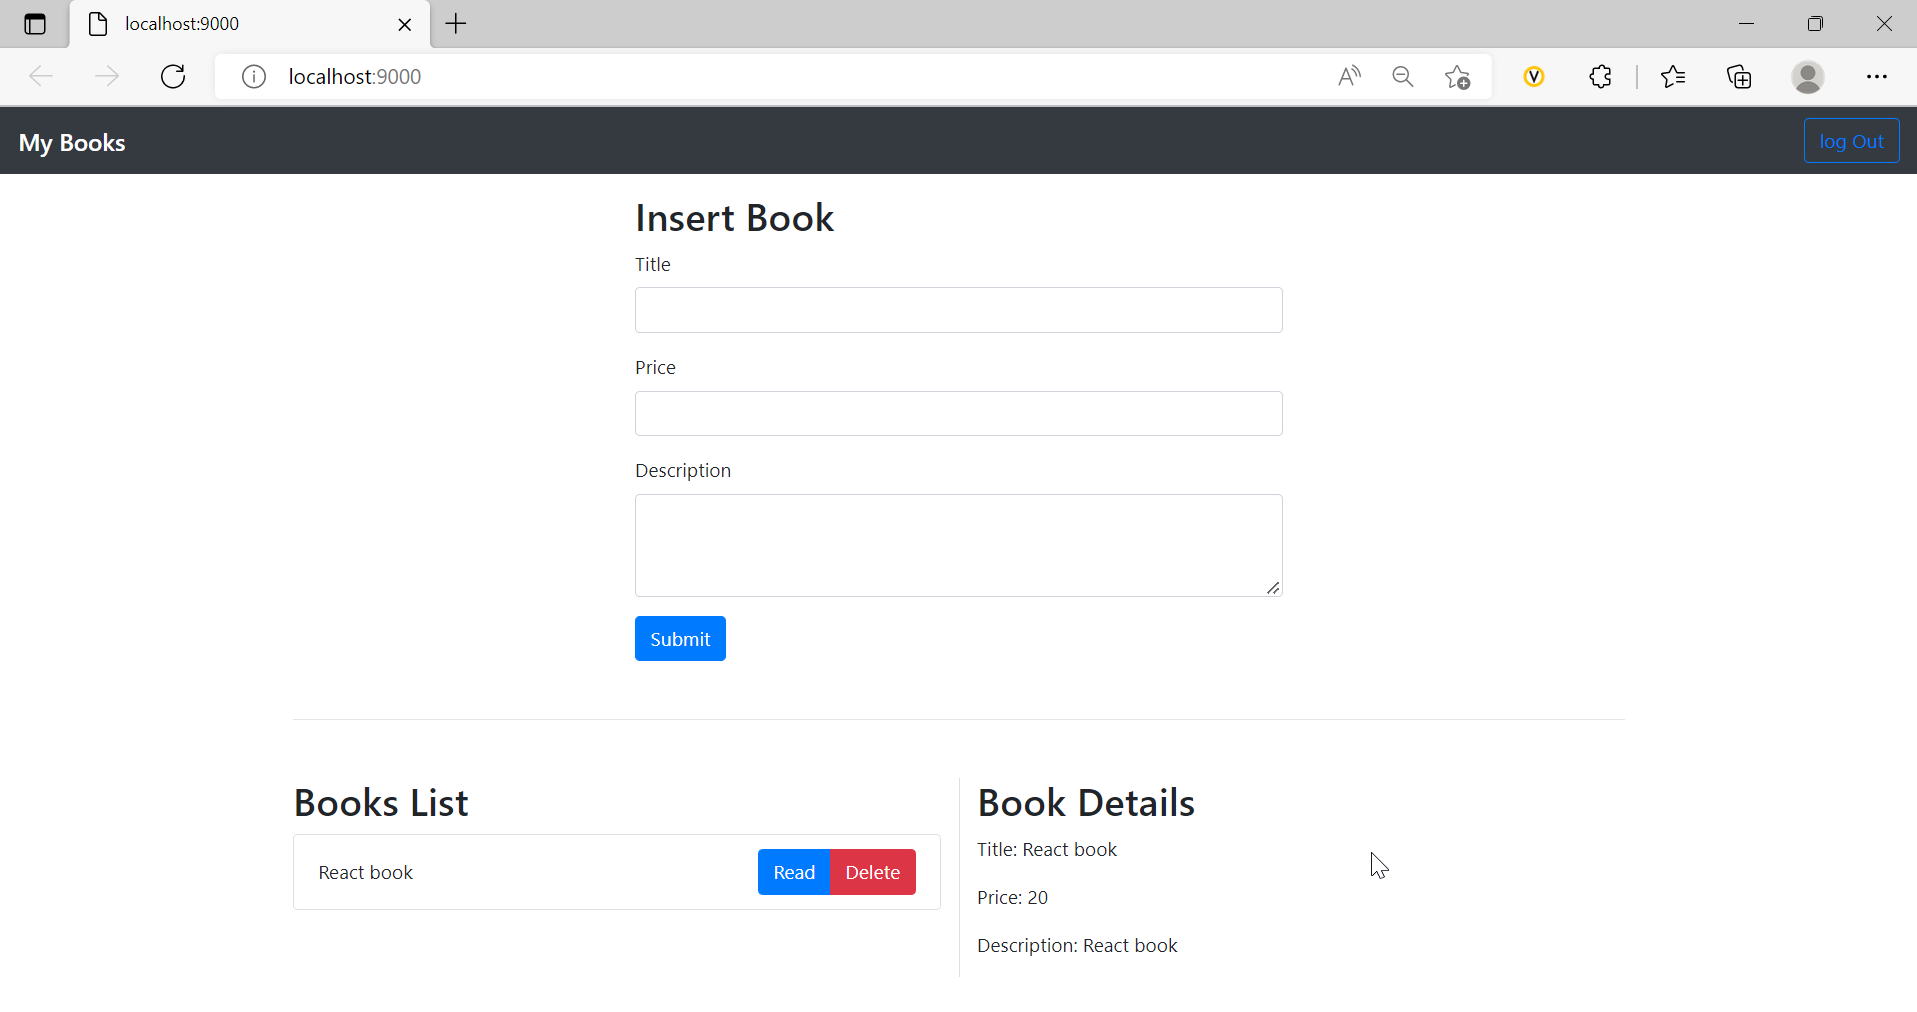 localhost:9000
localhost:9000
My Books
log Out
Insert Book
Title
Price
Description
Submit
Books List
React book
Read
Delete
Book Details
Title: React book
Price: 20
Description: React book